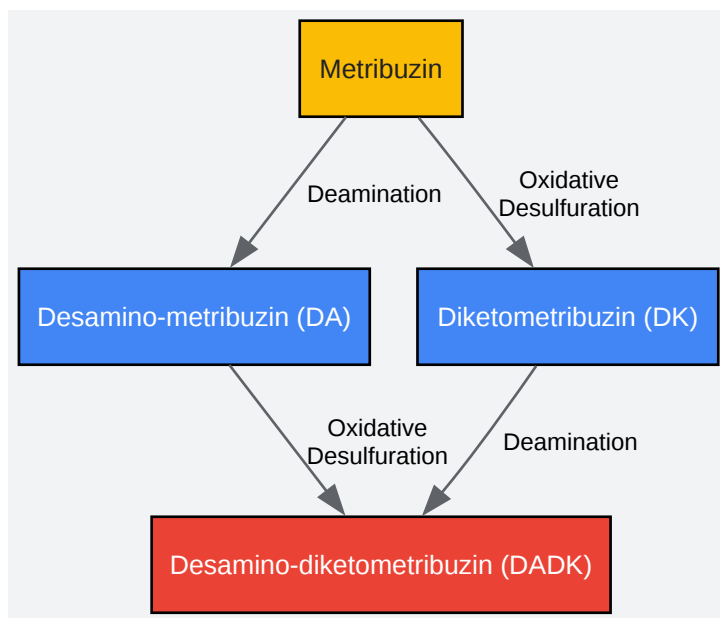 Metribuzin
Deamination
Oxidative
Desulfuration
Desamino-metribuzin (DA)
Diketometribuzin (DK)
Oxidative
Desulfuration
Deamination
Desamino-diketometribuzin (DADK)